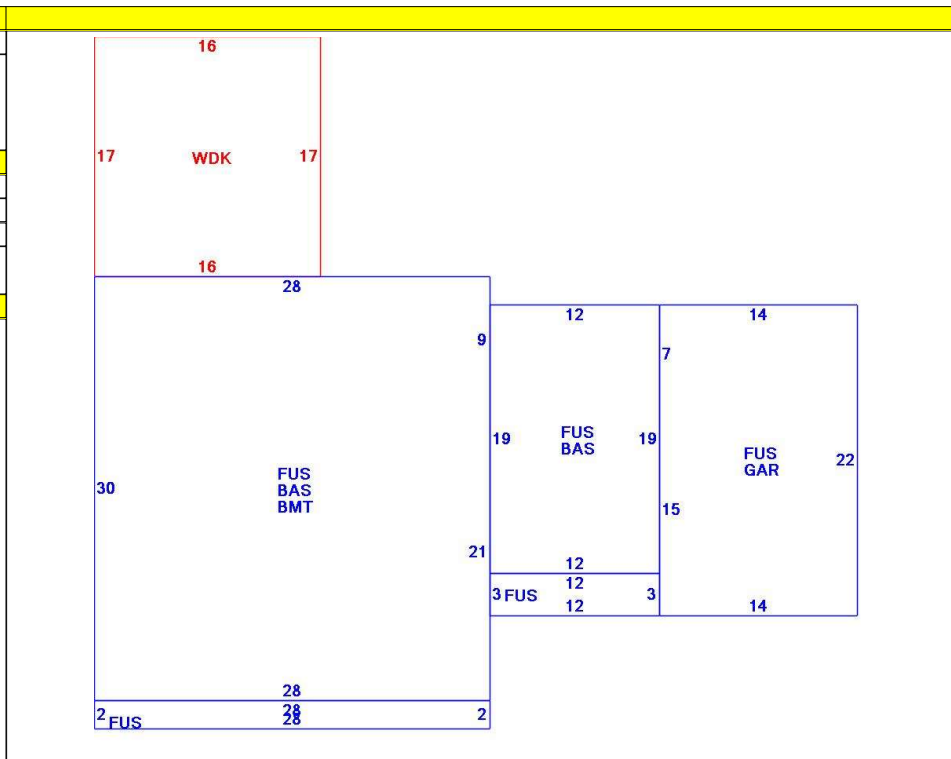 16
17 WDK 17
16
28
12 14
9
7
19 FUS 19
BAS
FUS 22
GAR
FUS
30 BAS
BMT
15
21
12
12
3 FUS 3
12 14
28
28
2 FUS 2
28